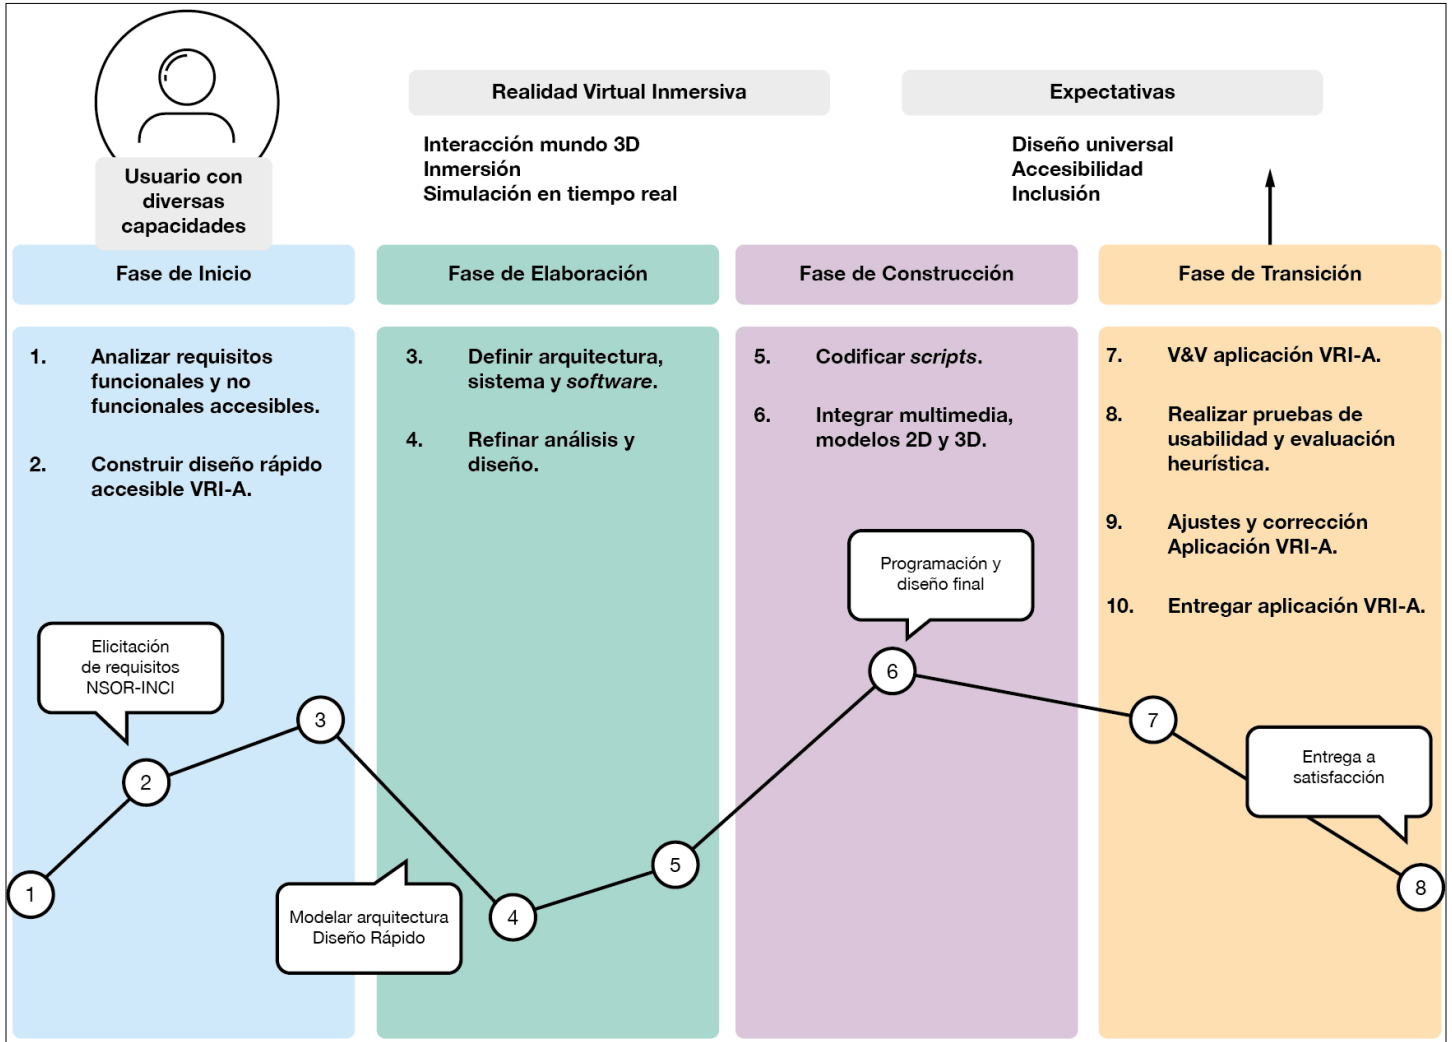 Usuario con
diversas
capacidades
Realidad Virtual Inmersiva
Interacción mundo 3D
Inmersión
Simulación en tiempo real
Expectativas
Diseño universal
Accesibilidad
Inclusión
Fase de Inicio
1. Analizar requisitos
funcionales y no
funcionales accesibles.
2. Construir diseño rápido
accesible VRI-A.
Fase de Elaboración
3. Definir arquitectura,
sistema y software.
4. Refinar análisis y
diseño.
Fase de Construcción
5. Codificar scripts.
6. Integrar multimedia,
modelos 2D y 3D.
Fase de Transición
7. V&V aplicación VRI-A.
8. Realizar pruebas de
usabilidad y evaluación
heurística.
9. Ajustes y corrección
Aplicación VRI-A.
10. Entregar aplicación VRI-A.
Elicitación
de requisitos
NSOR-INCI
Modelar arquitectura
Diseño Rápido
Programación y
diseño final
Entrega a
satisfacción
1
2
3
4
5
6
7
8